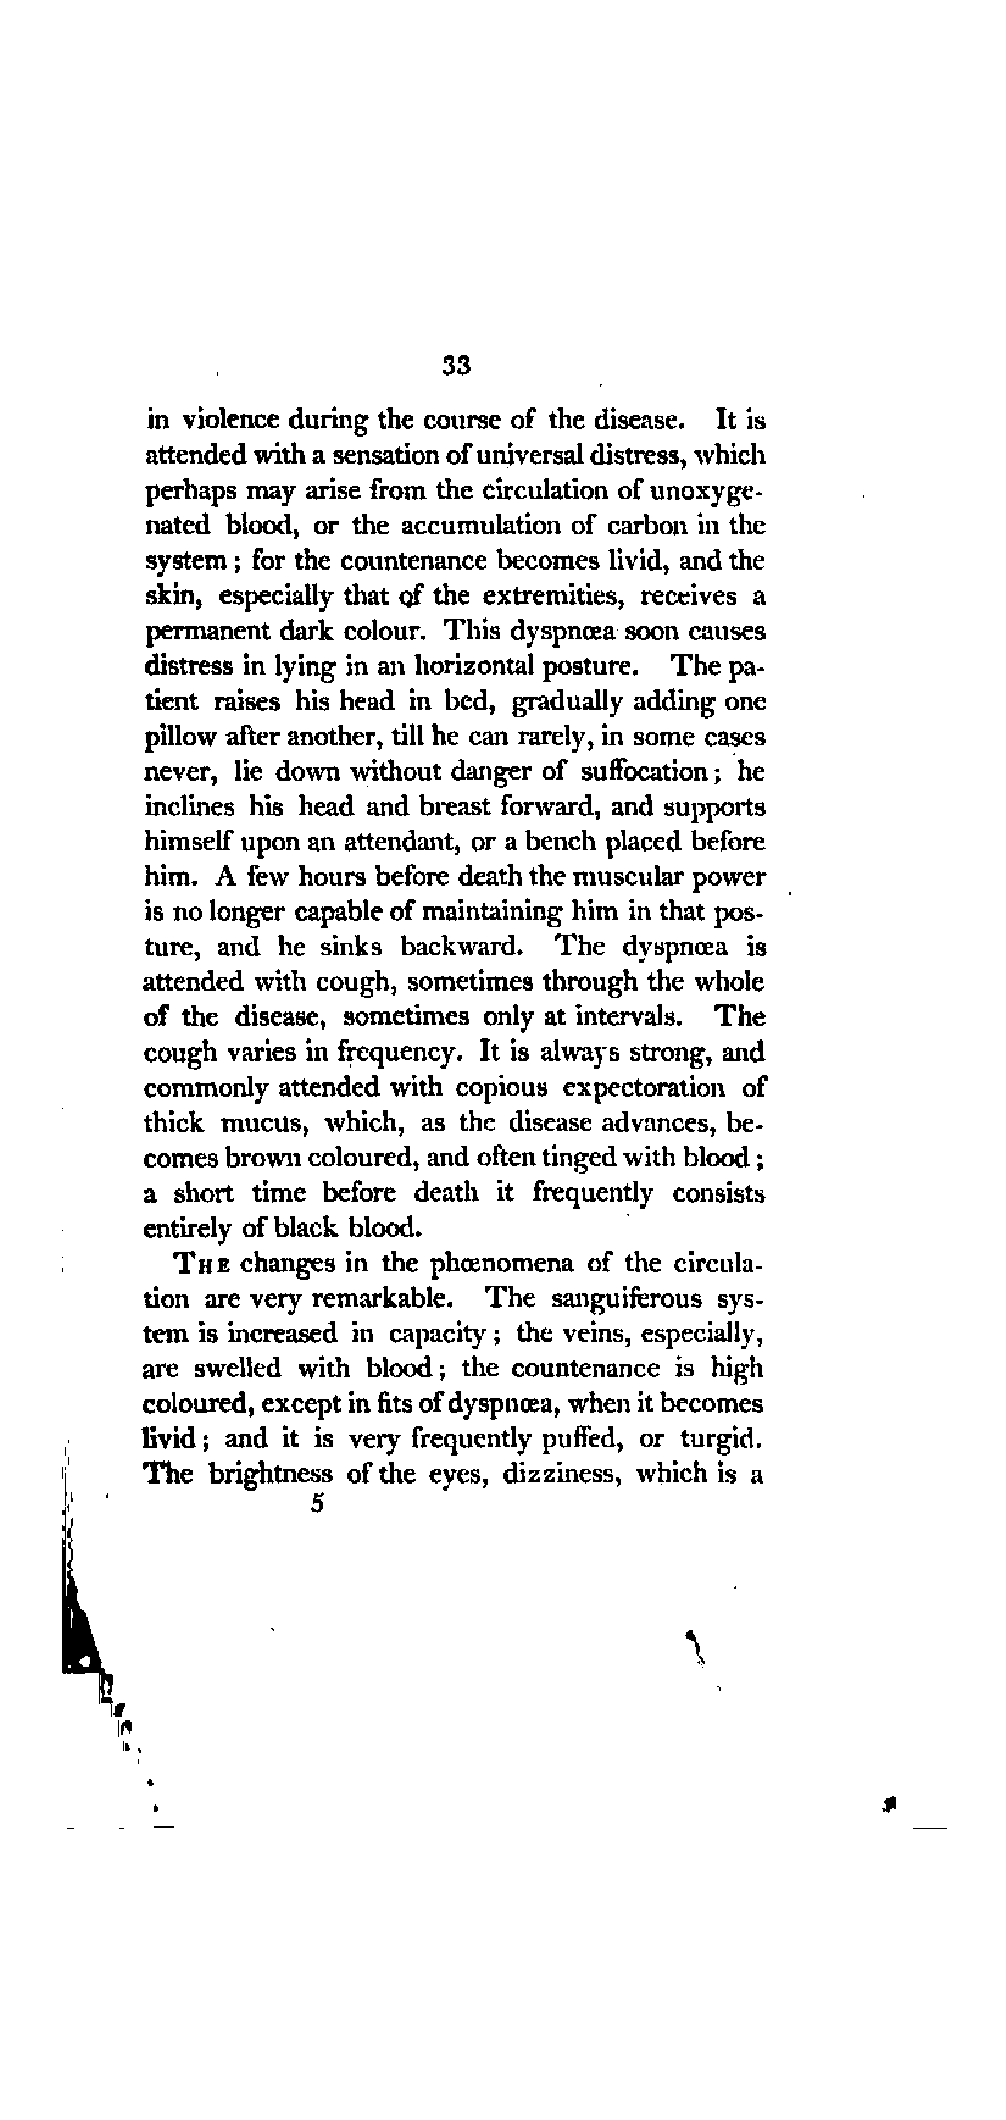 33
in violence during the course of the disease. It is
attended with a sensation of universal distress, which
perhaps may arise from the circulation of unoxyge-
nated blood, or the accumulation of carbon in the
system; for the countenance becomes livid, and the
skin, especially that of the extremities, receives a
permanent dark colour. This dyspnœa soon causes
distress in lying in an horizontal posture. The pa-
tient raises his head in bed, gradually adding one
pillow after another, till he can rarely, in some cases
never, lie down without danger of suffocation; he
inclines his head and breast forward, and supports
himself upon an attendant, or a bench placed before
him. A few hours before death the muscular power
is no longer capable of maintaining him in that pos-
ture, and he sinks backward. The dyspnœa is
attended with cough, sometimes through the whole
of the disease, sometimes only at intervals. The
cough varies in frequency. It is always strong, and
commonly attended with copious expectoration of
thick mucus, which, as the disease advances, be-
comes brown coloured, and often tinged with blood;
a short time before death it frequently consists
entirely of black blood.
THE changes in the phœnomena of the circula-
tion are very remarkable. The sanguiferous sys-
tem is increased in capacity; the veins, especially,
are swelled with blood; the countenance is high
coloured, except in fits of dyspnœa, when it becomes
livid; and it is very frequently puffed, or turgid.
The brightness of the eyes, dizziness, which is a
5